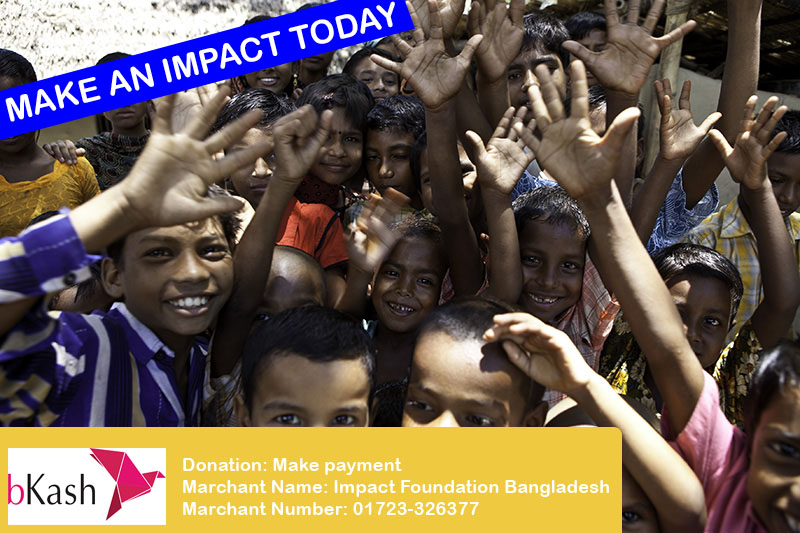 MAKE AN IMPACT TODAY
bKash
Donation: Make payment
Marchant Name: Impact Foundation Bangladesh
Marchant Number: 01723-326377